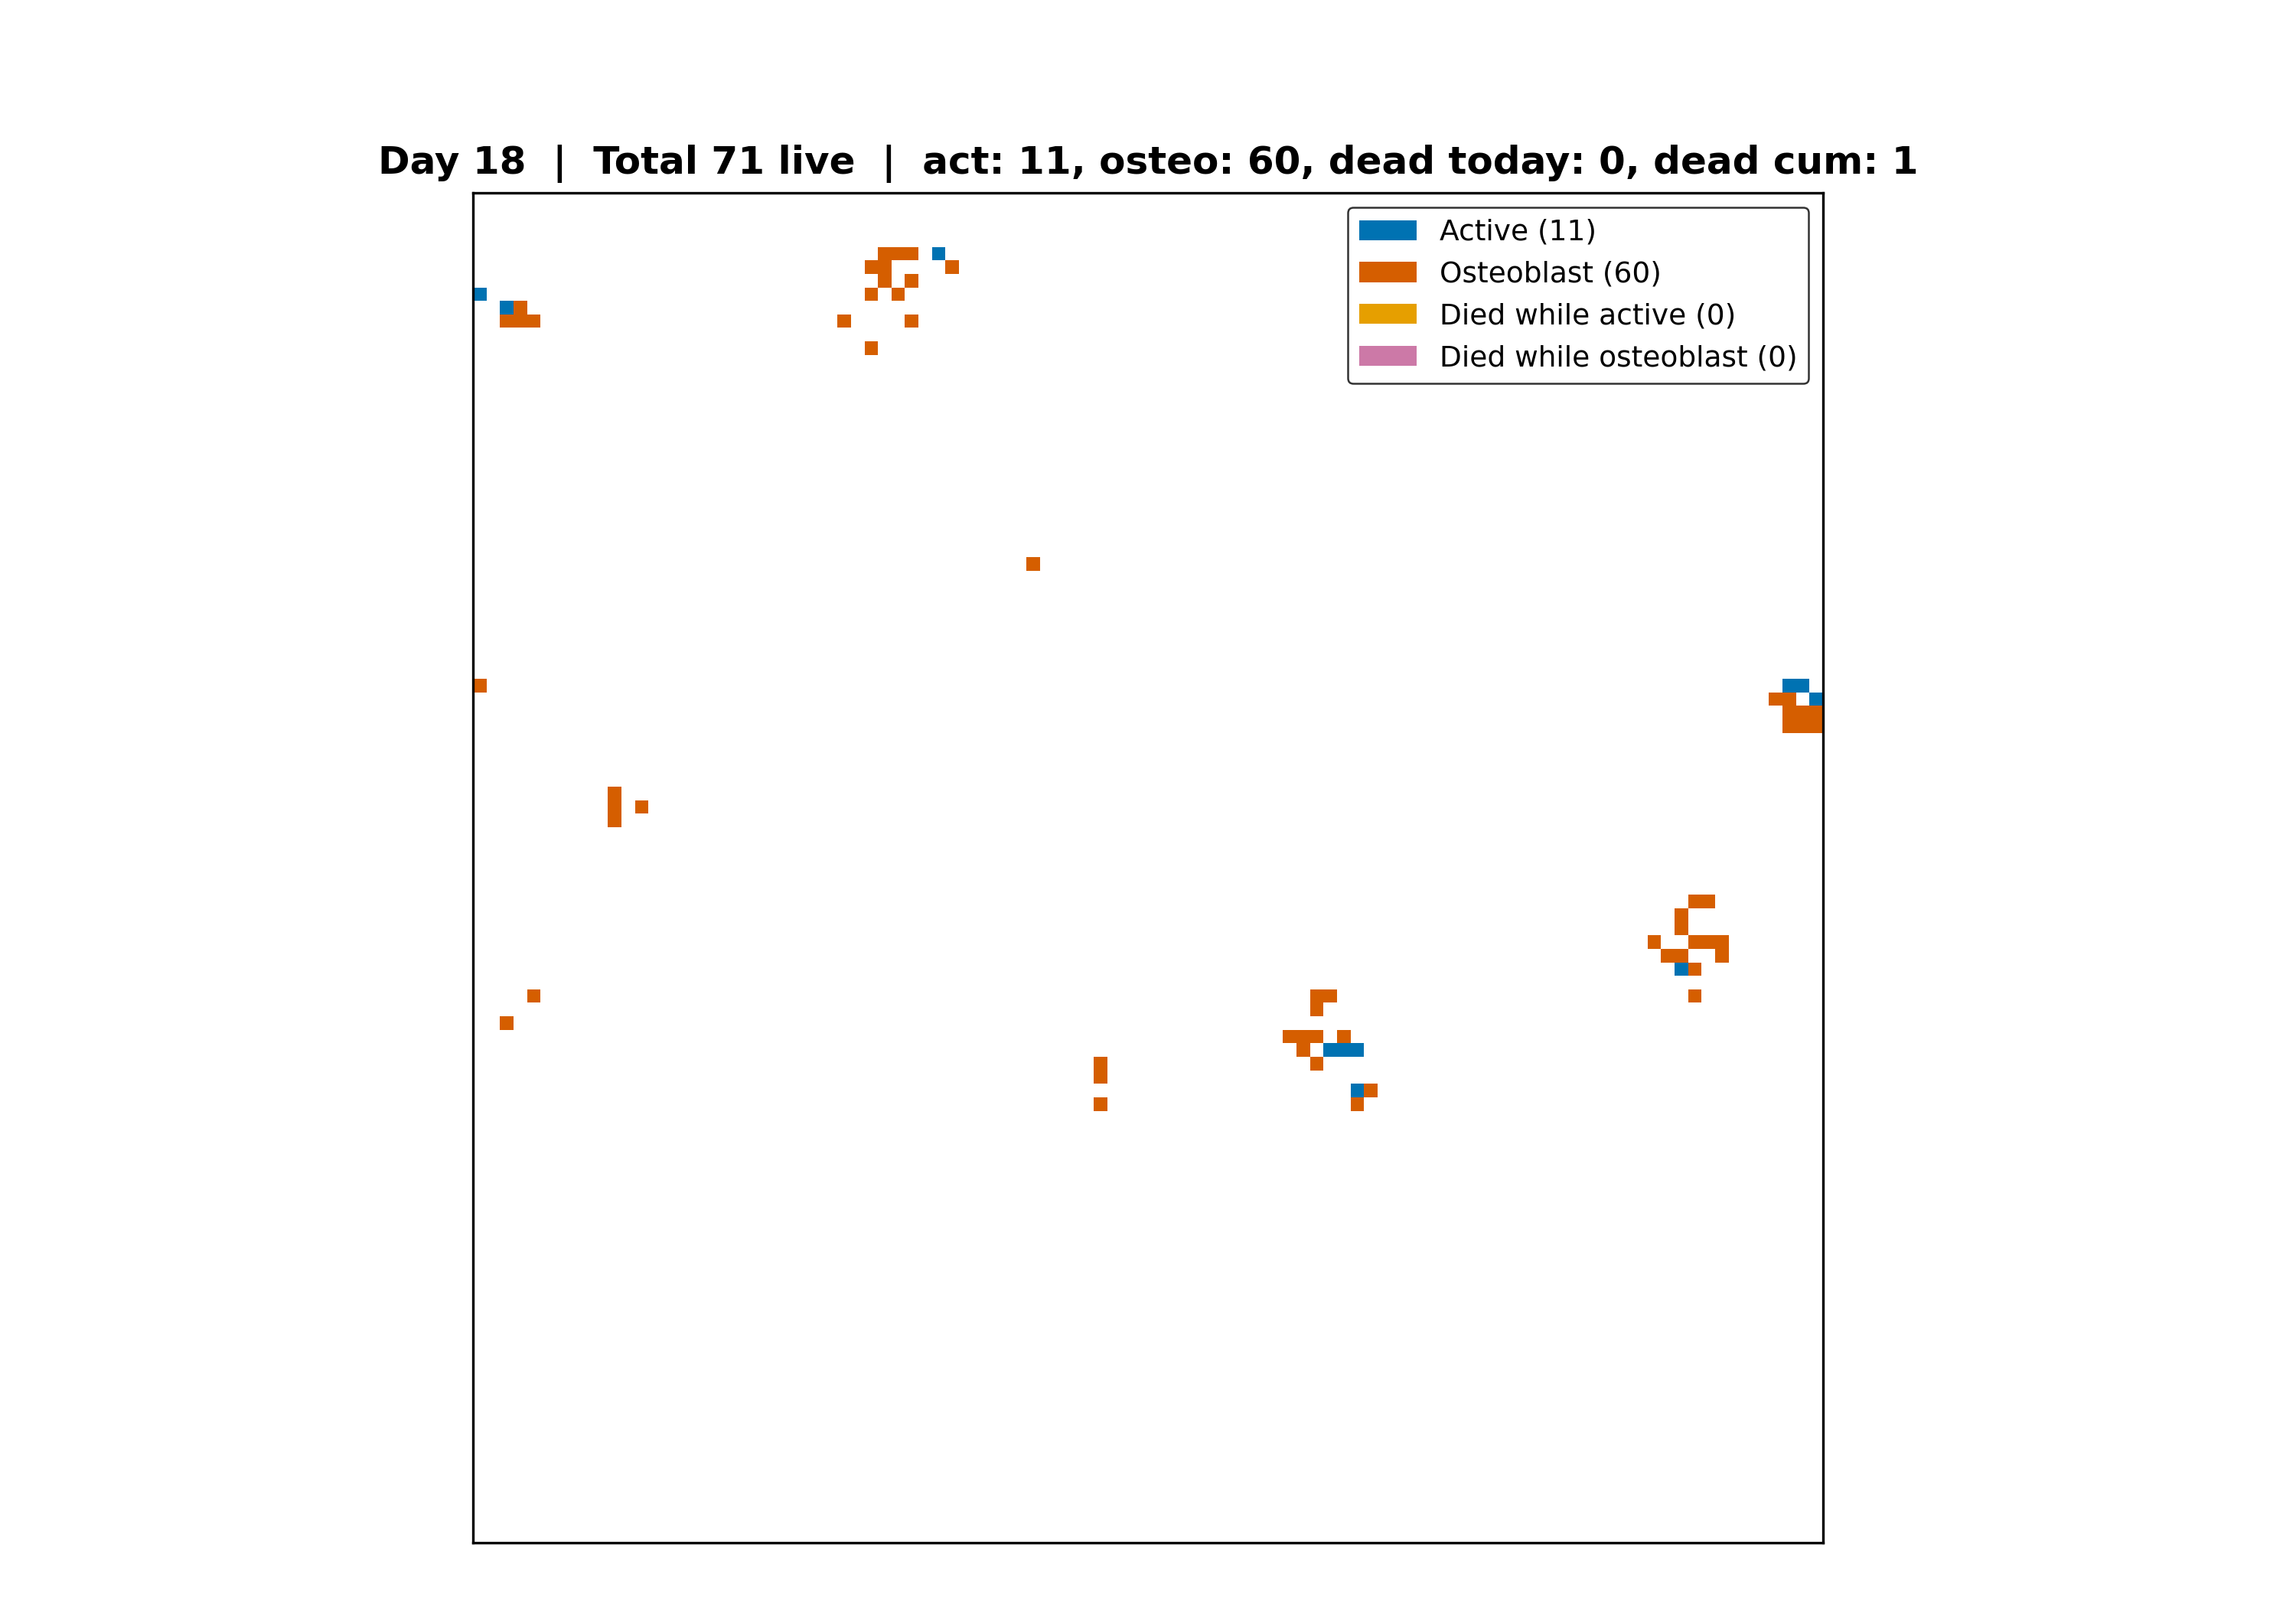 Day 18 | Total 71 live | act: 11, osteo: 60, dead today: 0, dead cum: 1
Active (11)
Osteoblast (60)
Died while active (0)
Died while osteoblast (0)